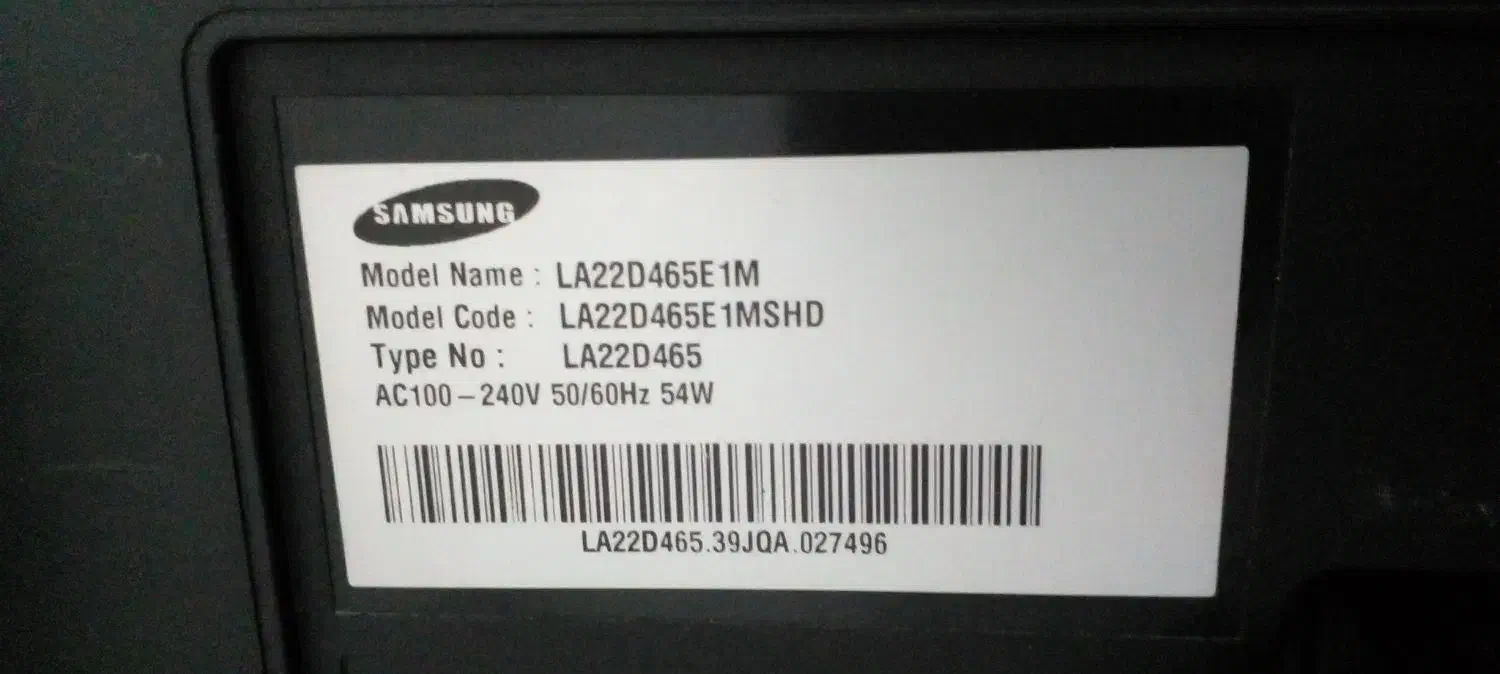 SAMSUNG
Model Name : LA22D465E1M
Model Code : LA22D465E1MSHD
Type No : LA22D465
AC100-240V 50/60Hz 54W
LA22D465.39JQA.027496